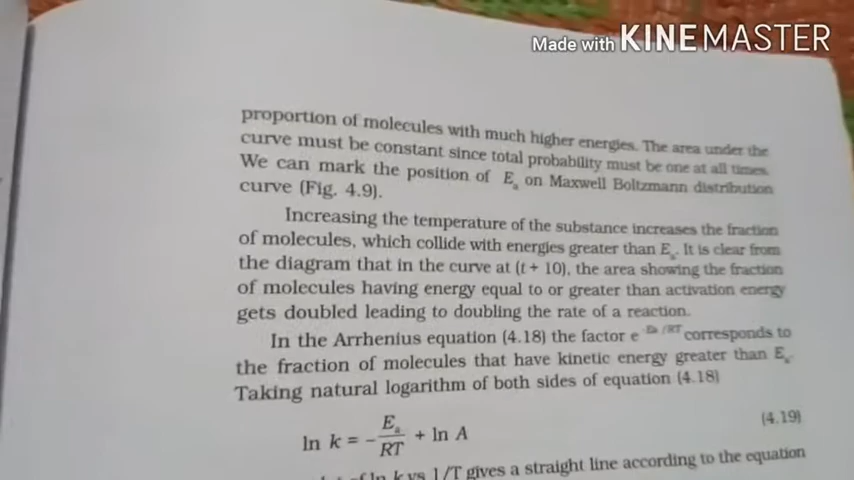 Made with KINEMASTER
proportion of molecules with much higher energies. The area under the
curve must be constant since total probability must be one at all times.
We can mark the position of Ea on Maxwell Boltzmann distribution
curve (Fig. 4.9).
Increasing the temperature of the substance increases the fraction
of molecules, which collide with energies greater than Ea. It is clear from
the diagram that in the curve at (t + 10), the area showing the fraction
of molecules having energy equal to or greater than activation energy
gets doubled leading to doubling the rate of a reaction.
In the Arrhenius equation (4.18) the factor e -Ea /RT corresponds to
the fraction of molecules that have kinetic energy greater than Ea.
Taking natural logarithm of both sides of equation (4.18)
ln k = – Ea/RT + ln A (4.19)
of ln k vs 1/T gives a straight line according to the equation